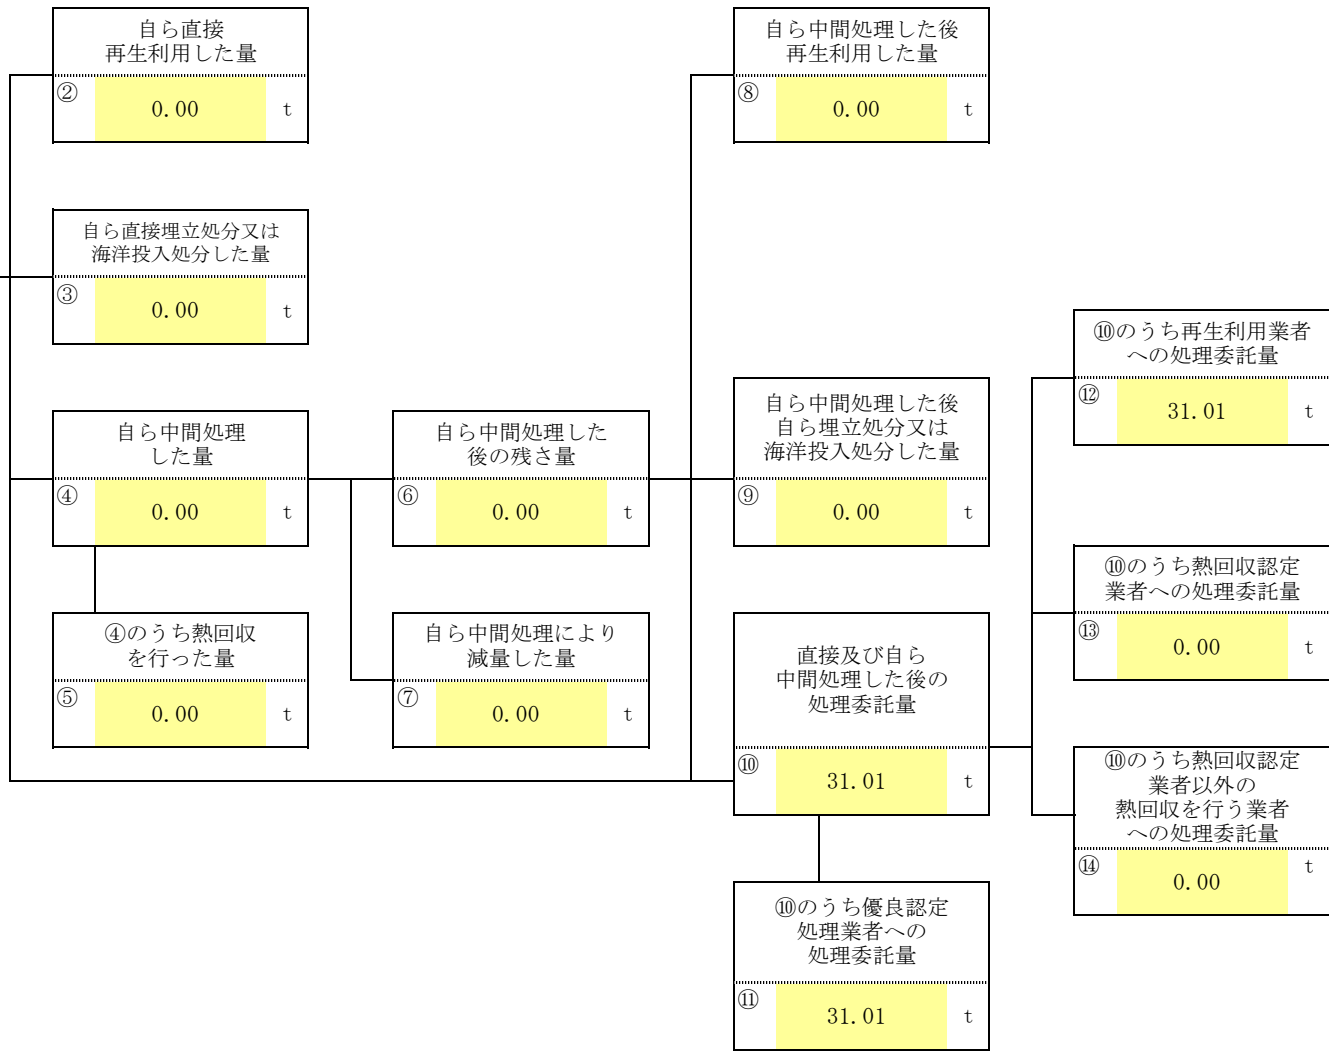 自ら直接
再生利用した量
②
0.00 t
自ら直接埋立処分又は
海洋投入処分した量
③
0.00 t
自ら中間処理
した量
④
0.00 t
④のうち熱回収
を行った量
⑤
0.00 t
自ら中間処理した
後の残さ量
⑥
0.00 t
自ら中間処理により
減量した量
⑦
0.00 t
自ら中間処理した後
再生利用した量
⑧
0.00 t
自ら中間処理した後
自ら埋立処分又は
海洋投入処分した量
⑨
0.00 t
直接及び自ら
中間処理した後の
処理委託量
⑩
31.01 t
⑩のうち優良認定
処理業者への
処理委託量
⑪
31.01 t
⑩のうち再生利用業者
への処理委託量
⑫
31.01 t
⑩のうち熱回収認定
業者への処理委託量
⑬
0.00 t
⑩のうち熱回収認定
業者以外の
熱回収を行う業者
への処理委託量
⑭
0.00 t